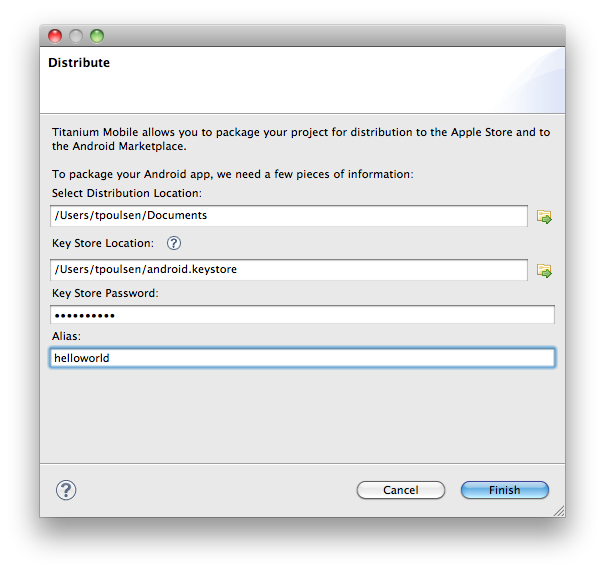 Distribute
Titanium Mobile allows you to package your project for distribution to the Apple Store and to
the Android Marketplace.
To package your Android app, we need a few pieces of information:
Select Distribution Location:
/Users/tpoulsen/Documents
Key Store Location: ?
/Users/tpoulsen/android.keystore
Key Store Password:
••••••••••
Alias:
helloworld
? Cancel Finish